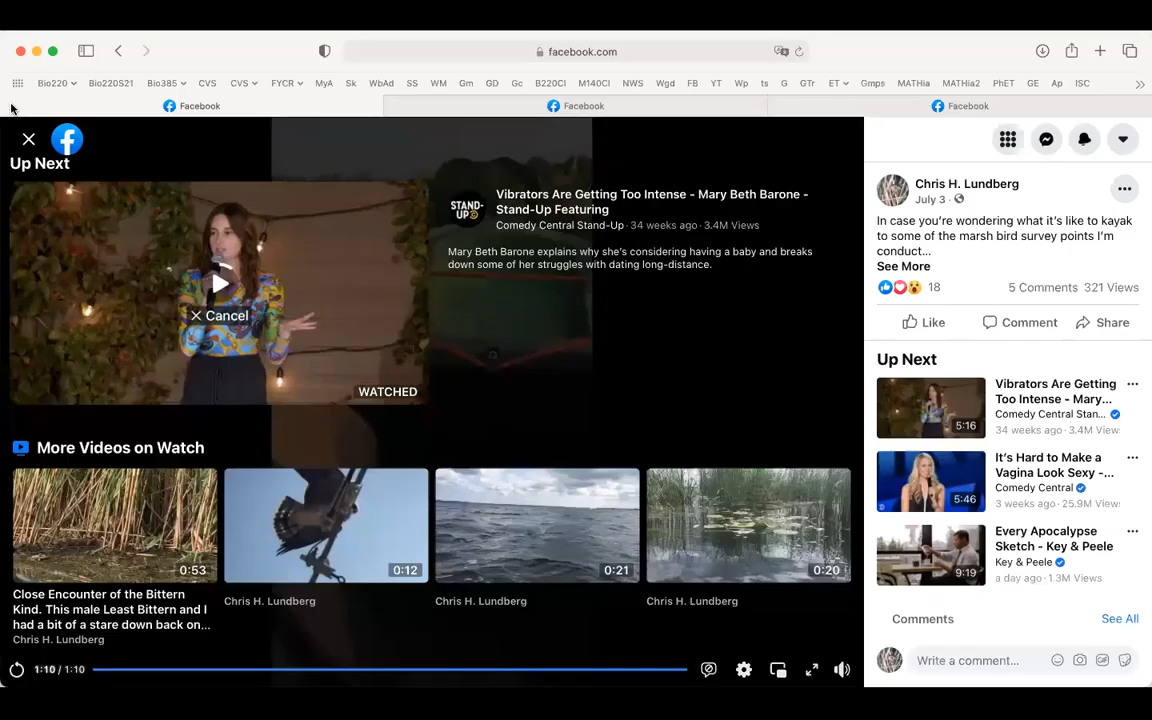 facebook.com
Bio220 Bio220S21 Bio385 CVS CVS FYCR MyA Sk WbAd SS WM Gm GD Gc B220Cl M140Cl NWS Wgd FB YT Wp ts G GTr ET Gmps MATHia MATHia2 PhET GE Ap ISC
Facebook Facebook Facebook
Up Next
Vibrators Are Getting Too Intense - Mary Beth Barone -
Stand-Up Featuring
STAND-
UP
Comedy Central Stand-Up · 34 weeks ago · 3.4M Views
Mary Beth Barone explains why she's considering having a baby and breaks
down some of her struggles with dating long-distance.
Cancel
WATCHED
More Videos on Watch
0:53
0:12
0:21
0:20
Close Encounter of the Bittern
Kind. This male Least Bittern and I
had a bit of a stare down back on...
Chris H. Lundberg
Chris H. Lundberg
Chris H. Lundberg
Chris H. Lundberg
1:10 / 1:10
Chris H. Lundberg
July 3 ·
In case you're wondering what it's like to kayak
to some of the marsh bird survey points I'm
conduct...
See More
18 5 Comments 321 Views
Like Comment Share
Up Next
Vibrators Are Getting
Too Intense - Mary...
Comedy Central Stan...
34 weeks ago · 3.4M Views
5:16
It's Hard to Make a
Vagina Look Sexy -...
Comedy Central
3 weeks ago · 25.9M Views
5:46
Every Apocalypse
Sketch - Key & Peele
Key & Peele
a day ago · 1.3M Views
9:19
Comments See All
Write a comment...